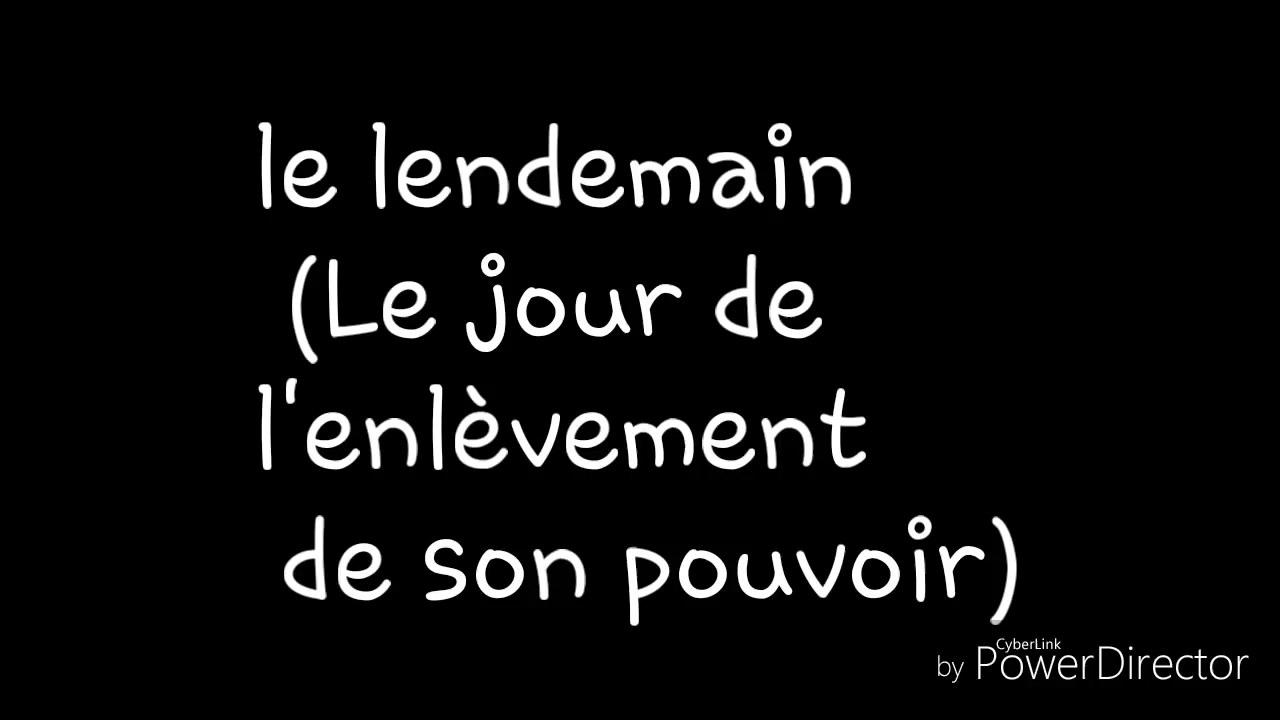 le lendemain
(Le jour de
l'enlèvement
de son pouvoir)
CyberLink
by PowerDirector